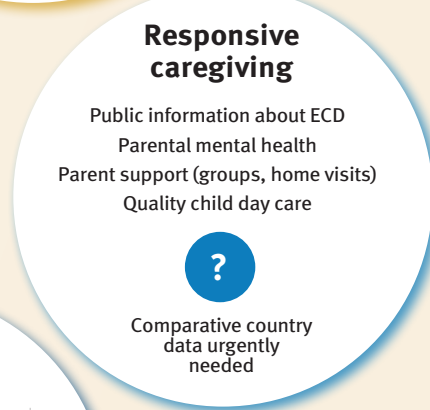 Responsive
caregiving
Public information about ECD
Parental mental health
Parent support (groups, home visits)
Quality child day care
?
Comparative country
data urgently
needed